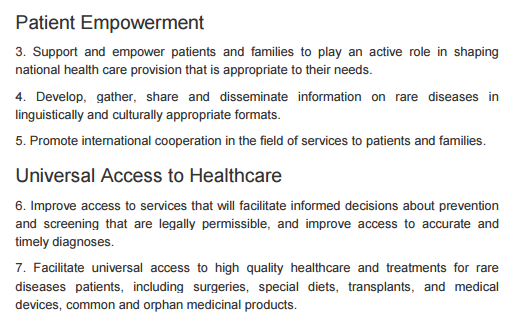 Patient Empowerment
3. Support and empower patients and families to play an active role in shaping
national health care provision that is appropriate to their needs.
4. Develop, gather, share and disseminate information on rare diseases in
linguistically and culturally appropriate formats.
5. Promote international cooperation in the field of services to patients and families.
Universal Access to Healthcare
6. Improve access to services that will facilitate informed decisions about prevention
and screening that are legally permissible, and improve access to accurate and
timely diagnoses.
7. Facilitate universal access to high quality healthcare and treatments for rare
diseases patients, including surgeries, special diets, transplants, and medical
devices, common and orphan medicinal products.